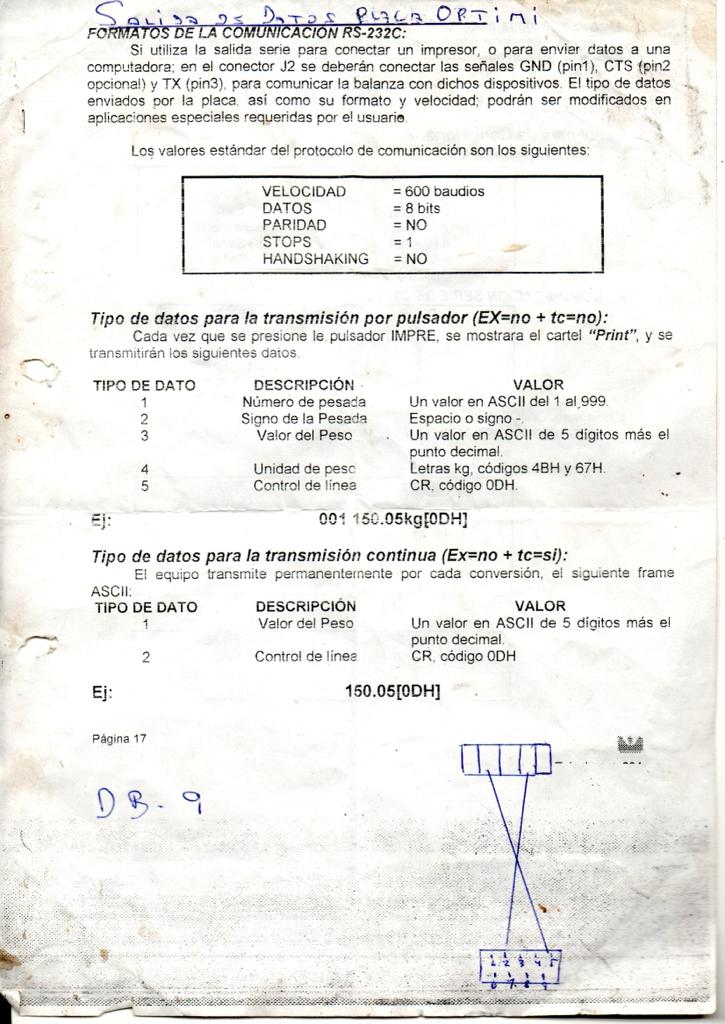 Salida de Datos Placa OPTIMI
FORMATOS DE LA COMUNICACIÓN RS-232C:
Si utiliza la salida serie para conectar un impresor, o para enviar datos a una
computadora; en el conector J2 se deberán conectar las señales GND (pin1), CTS (pin2
opcional) y TX (pin3), para comunicar la balanza con dichos dispositivos. El tipo de datos
enviados por la placa, así como su formato y velocidad; podrán ser modificados en
aplicaciones especiales requeridas por el usuario.
Los valores estándar del protocolo de comunicación son los siguientes:
VELOCIDAD = 600 baudios
DATOS = 8 bits
PARIDAD = NO
STOPS = 1
HANDSHAKING = NO
Tipo de datos para la transmisión por pulsador (EX=no + tc=no):
Cada vez que se presione le pulsador IMPRE, se mostrara el cartel "Print", y se
transmitirán los siguientes datos.
TIPO DE DATO DESCRIPCIÓN VALOR
1 Número de pesada Un valor en ASCII del 1 al 999.
2 Signo de la Pesada Espacio o signo -.
3 Valor del Peso Un valor en ASCII de 5 dígitos más el
punto decimal.
4 Unidad de peso Letras kg, códigos 4BH y 67H.
5 Control de línea CR, código 0DH.
Ej: 001 150.05kg[0DH]
Tipo de datos para la transmisión continua (Ex=no + tc=si):
El equipo transmite permanentemente por cada conversión, el siguiente frame
ASCII:
TIPO DE DATO DESCRIPCIÓN VALOR
1 Valor del Peso Un valor en ASCII de 5 dígitos más el
punto decimal.
2 Control de línea CR, código 0DH
Ej: 150.05[0DH]
Página 17
DB-9
1 2 3 4 5
6 7 8 9